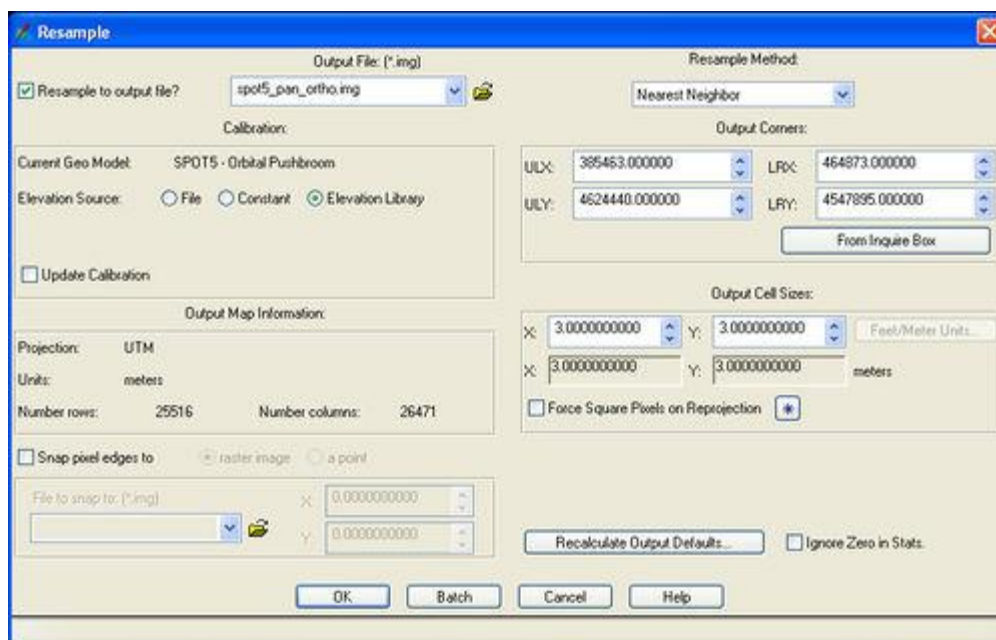 Resample
Output File: (*.img)
Resample to output file?
spot5_pan_ortho.img
Resample Method:
Nearest Neighbor
Calibration:
Current Geo Model: SPOT5 - Orbital Pushbroom
Elevation Source: File Constant Elevation Library
Update Calibration
Output Corners:
ULX: 385463.000000 LRX: 464873.000000
ULY: 4624440.000000 LRY: 4547895.000000
From Inquire Box
Output Map Information:
Projection: UTM
Units: meters
Number rows: 25516 Number columns: 26471
Output Cell Sizes:
X: 3.0000000000 Y: 3.0000000000 Feet/Meter Units...
X: 3.0000000000 Y: 3.0000000000 meters
Force Square Pixels on Reprojection
Snap pixel edges to raster image a point
File to snap to: (*.img)
X 0.0000000000
Y 0.0000000000
Recalculate Output Defaults... Ignore Zero in Stats.
OK Batch Cancel Help